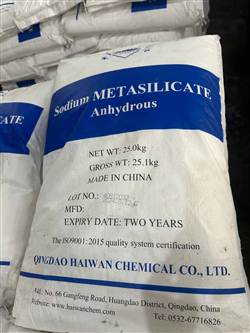 Sodium METASILICATE
Anhydrous
NET WT: 25.0kg
GROSS WT: 25.1kg
MADE IN CHINA
LOT NO.:
MFD:
EXPIRY DATE: TWO YEARS
The ISO9001: 2015 quality system certification
QINGDAO HAIWAN CHEMICAL CO., LTD.
Add.: No. 66 Gangfeng Road, Huangdao District, Qingdao, China
Website: www.haiwanchem.com
Tel: 0532-67716826